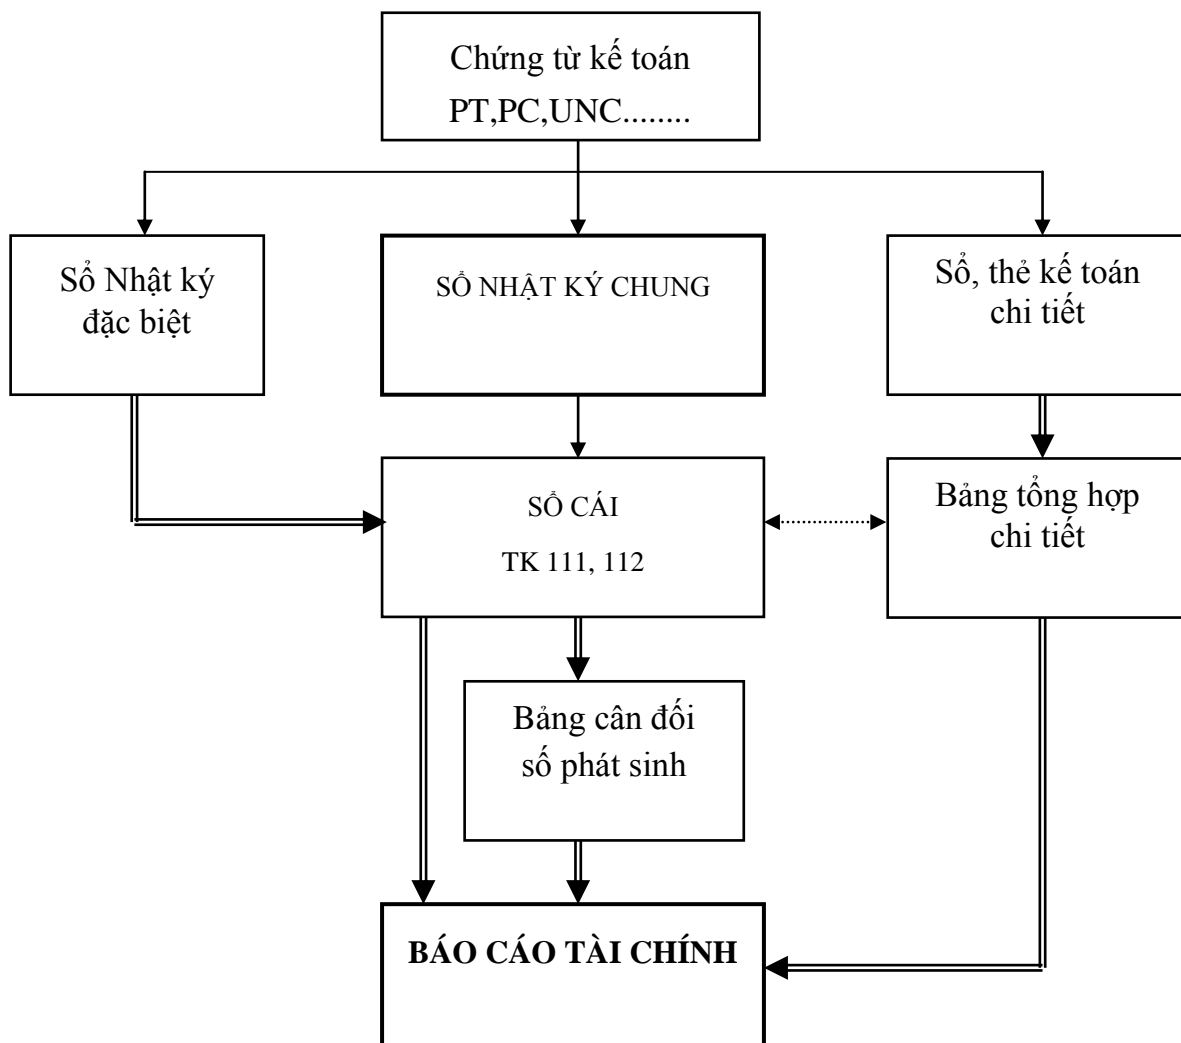 Chứng từ kế toán
PT,PC,UNC........
Sổ Nhật ký
đặc biệt
SỔ NHẬT KÝ CHUNG
Sổ, thẻ kế toán
chi tiết
SỔ CÁI
TK 111, 112
Bảng tổng hợp
chi tiết
Bảng cân đối
số phát sinh
BÁO CÁO TÀI CHÍNH